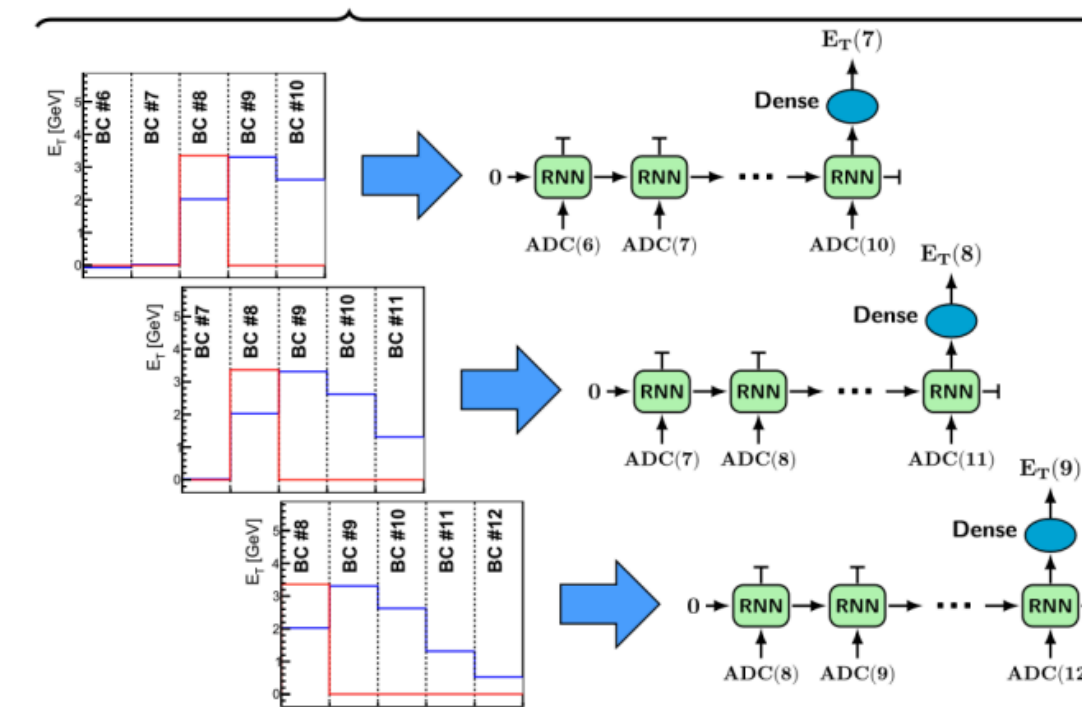 E_T(7)
Dense
E_T [GeV]
5
4
3
2
1
0
BC #6
BC #7
BC #8
BC #9
BC #10
0
RNN
RNN
...
RNN
ADC(6)
ADC(7)
ADC(10)
E_T(8)
Dense
E_T [GeV]
5
4
3
2
1
0
BC #7
BC #8
BC #9
BC #10
BC #11
0
RNN
RNN
...
RNN
ADC(7)
ADC(8)
ADC(11)
E_T(9)
Dense
E_T [GeV]
5
4
3
2
1
0
BC #8
BC #9
BC #10
BC #11
BC #12
0
RNN
RNN
...
RNN
ADC(8)
ADC(9)
ADC(12